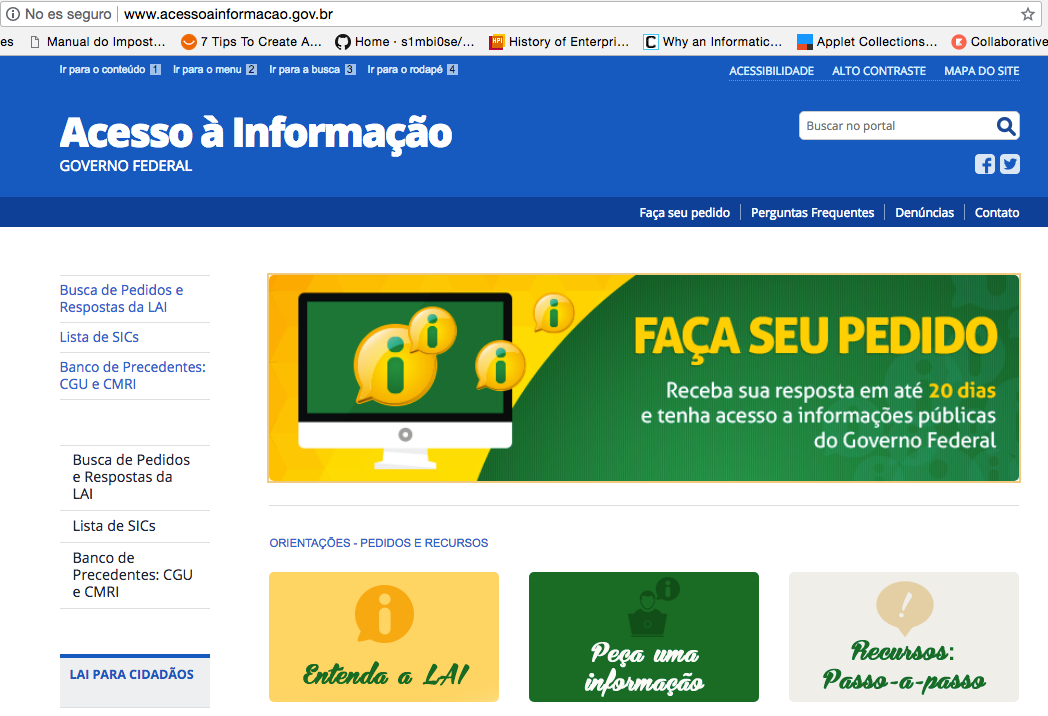 No es seguro www.acessoainformacao.gov.br
es Manual do Impost... 7 Tips To Create A... Home · s1mbi0se/... HPI History of Enterpri... C Why an Informatic... Applet Collections... K Collaborative
Ir para o conteúdo 1 Ir para o menu 2 Ir para a busca 3 Ir para o rodapé 4
ACESSIBILIDADE ALTO CONTRASTE MAPA DO SITE
Acesso à Informação
GOVERNO FEDERAL
Buscar no portal
Faça seu pedido Perguntas Frequentes Denúncias Contato
Busca de Pedidos e
Respostas da LAI
Lista de SICs
Banco de Precedentes:
CGU e CMRI
Busca de Pedidos
e Respostas da
LAI
Lista de SICs
Banco de
Precedentes: CGU
e CMRI
LAI PARA CIDADÃOS
FAÇA SEU PEDIDO
Receba sua resposta em até 20 dias
e tenha acesso a informações públicas
do Governo Federal
ORIENTAÇÕES - PEDIDOS E RECURSOS
Entenda a LAI
Peça uma
informação
Recursos:
Passo-a-passo